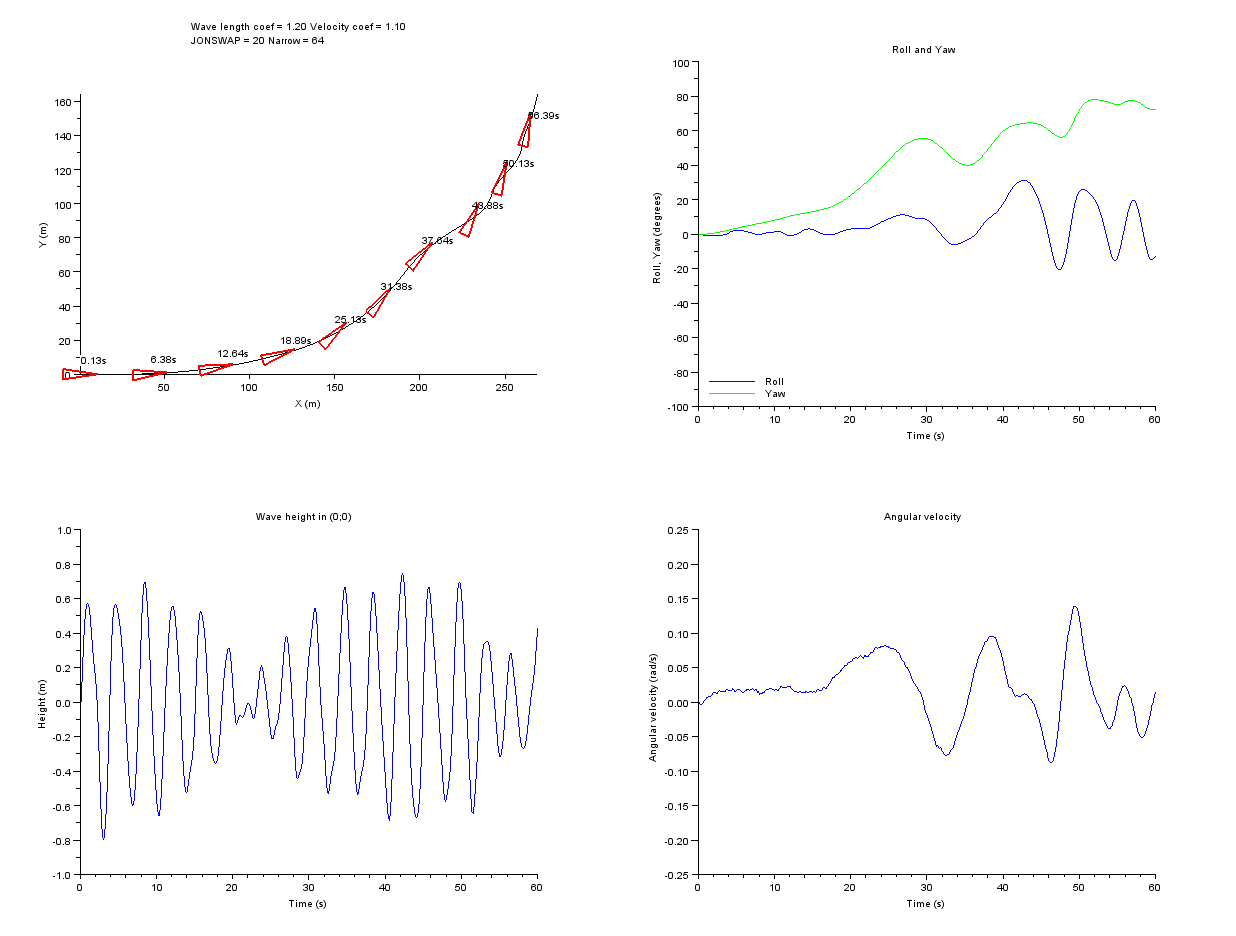 Wave length coef = 1.20 Velocity coef = 1.10
JONSWAP = 20 Narrow = 64
160
140
120
100
80
60
40
20
0
Y (m)
50
100
150
200
250
X (m)
0.13s
6.38s
12.64s
18.89s
25.13s
31.38s
37.64s
43.88s
50.13s
56.39s
Roll and Yaw
100
80
60
40
20
0
-20
-40
-60
-80
-100
Roll, Yaw (degrees)
Roll
Yaw
0
10
20
30
40
50
60
Time (s)
Wave height in (0;0)
1.0
0.8
0.6
0.4
0.2
0.0
-0.2
-0.4
-0.6
-0.8
-1.0
Height (m)
0
10
20
30
40
50
60
Time (s)
Angular velocity
0.25
0.20
0.15
0.10
0.05
0.00
-0.05
-0.10
-0.15
-0.20
-0.25
Angular velocity (rad/s)
0
10
20
30
40
50
60
Time (s)